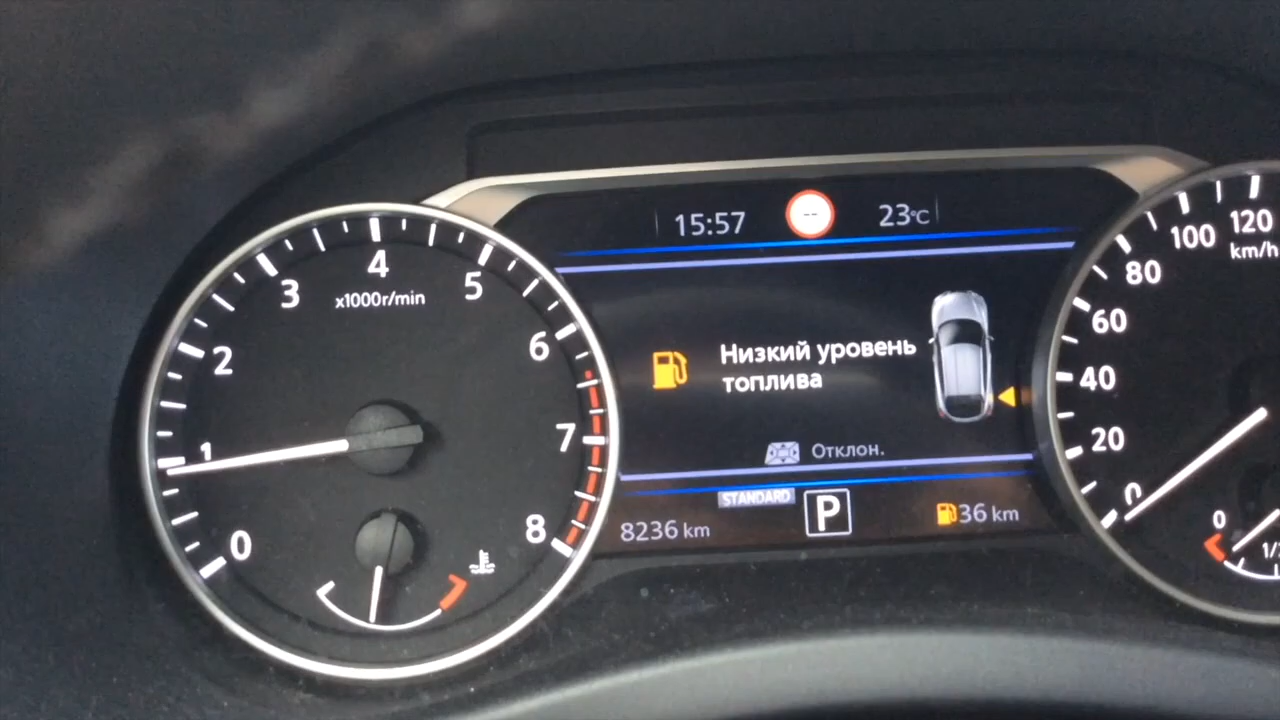 15:57
--
23°C
Низкий уровень
топлива
Отклон.
STANDARD
P
8236 km
36 km
0
1
2
3
4
5
6
7
8
x1000r/min
0
20
40
60
80
100
120
km/h
0